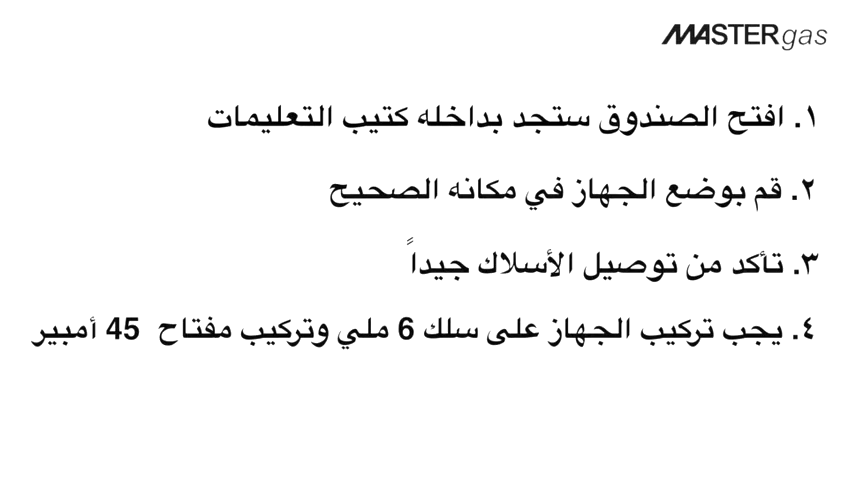 MASTERgas
١. افتح الصندوق ستجد بداخله كتيب التعليمات
٢. قم بوضع الجهاز في مكانه الصحيح
٣. تأكد من توصيل الأسلاك جيداً
٤. يجب تركيب الجهاز على سلك 6 ملي وتركيب مفتاح 45 أمبير